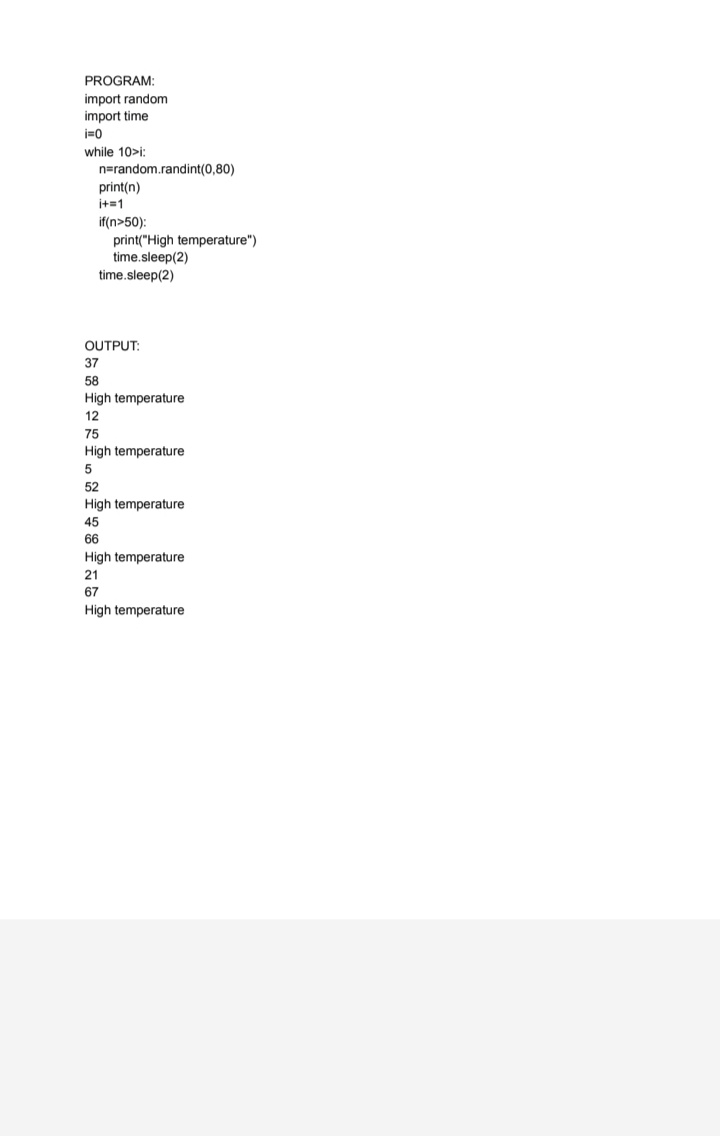 PROGRAM:
import random
import time
i=0
while 10>i:
    n=random.randint(0,80)
    print(n)
    i+=1
    if(n>50):
        print("High temperature")
        time.sleep(2)
    time.sleep(2)
OUTPUT:
37
58
High temperature
12
75
High temperature
5
52
High temperature
45
66
High temperature
21
67
High temperature